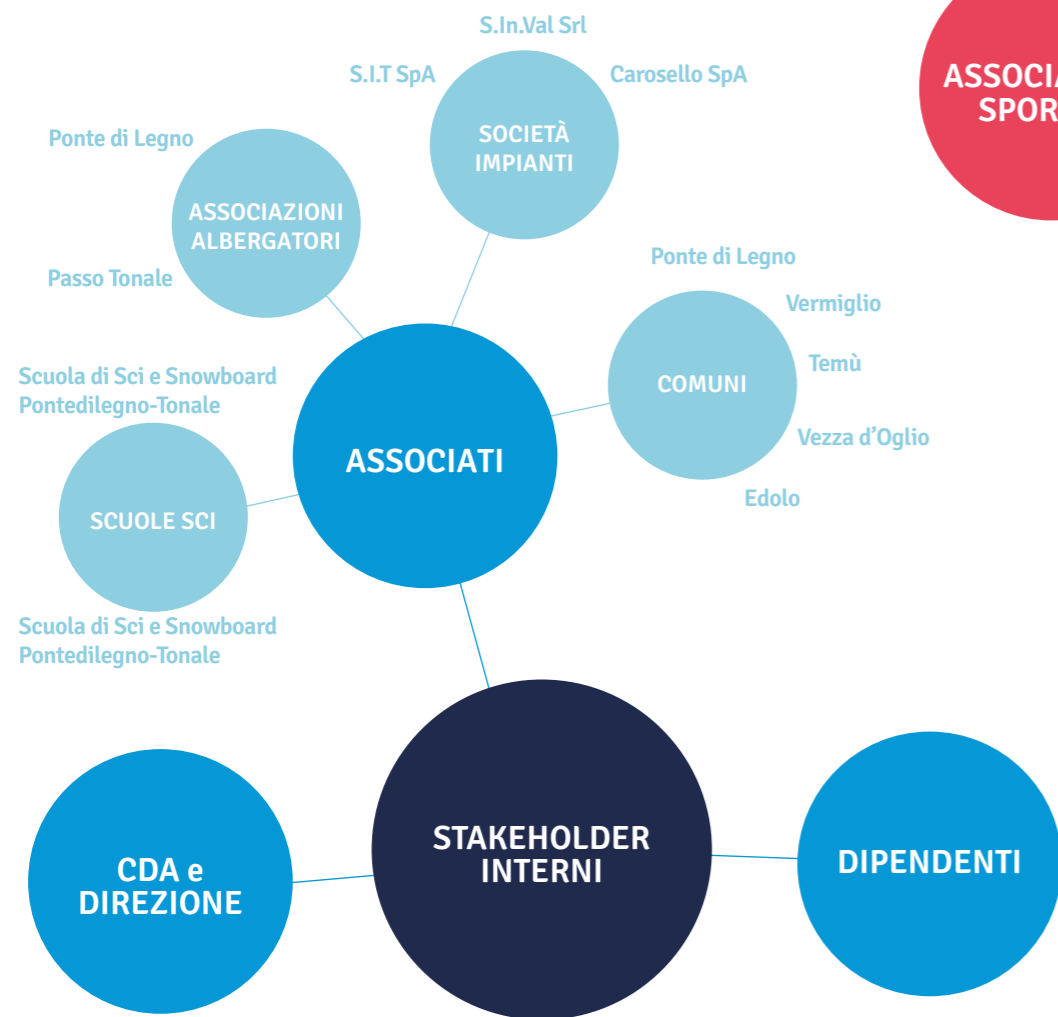 S.In.Val Srl
S.I.T SpA
Carosello SpA
SOCIETÀ
IMPIANTI
Ponte di Legno
ASSOCIAZIONI
ALBERGATORI
Passo Tonale
Ponte di Legno
Vermiglio
Temù
COMUNI
Vezza d'Oglio
Edolo
Scuola di Sci e Snowboard
Pontedilegno-Tonale
SCUOLE SCI
Scuola di Sci e Snowboard
Pontedilegno-Tonale
ASSOCIATI
STAKEHOLDER
INTERNI
CDA e
DIREZIONE
DIPENDENTI